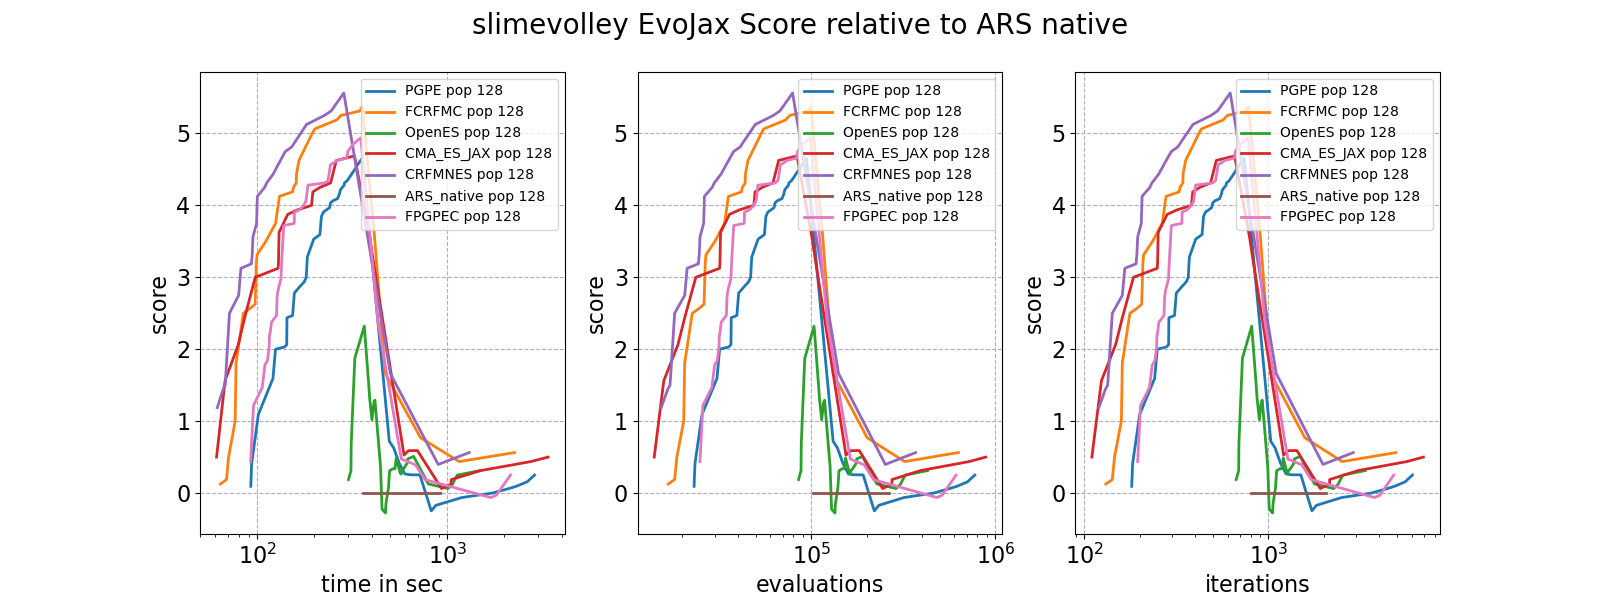 slimevolley EvoJax Score relative to ARS native
score
5
4
3
2
1
0
10²
10³
time in sec
PGPE pop 128
FCRFMC pop 128
OpenES pop 128
CMA_ES_JAX pop 128
CRFMNES pop 128
ARS_native pop 128
FPGPEC pop 128
score
5
4
3
2
1
0
10⁵
10⁶
evaluations
PGPE pop 128
FCRFMC pop 128
OpenES pop 128
CMA_ES_JAX pop 128
CRFMNES pop 128
ARS_native pop 128
FPGPEC pop 128
score
5
4
3
2
1
0
10²
10³
iterations
PGPE pop 128
FCRFMC pop 128
OpenES pop 128
CMA_ES_JAX pop 128
CRFMNES pop 128
ARS_native pop 128
FPGPEC pop 128